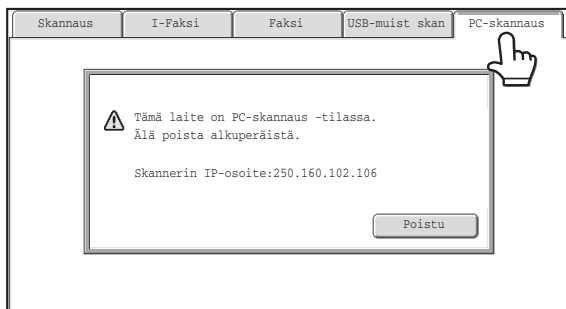 Skannaus I-Faksi Faksi USB-muist skan PC-skannaus
Tämä laite on PC-skannaus -tilassa.
Älä poista alkuperäistä.
Skannerin IP-osoite:250.160.102.106
Poistu